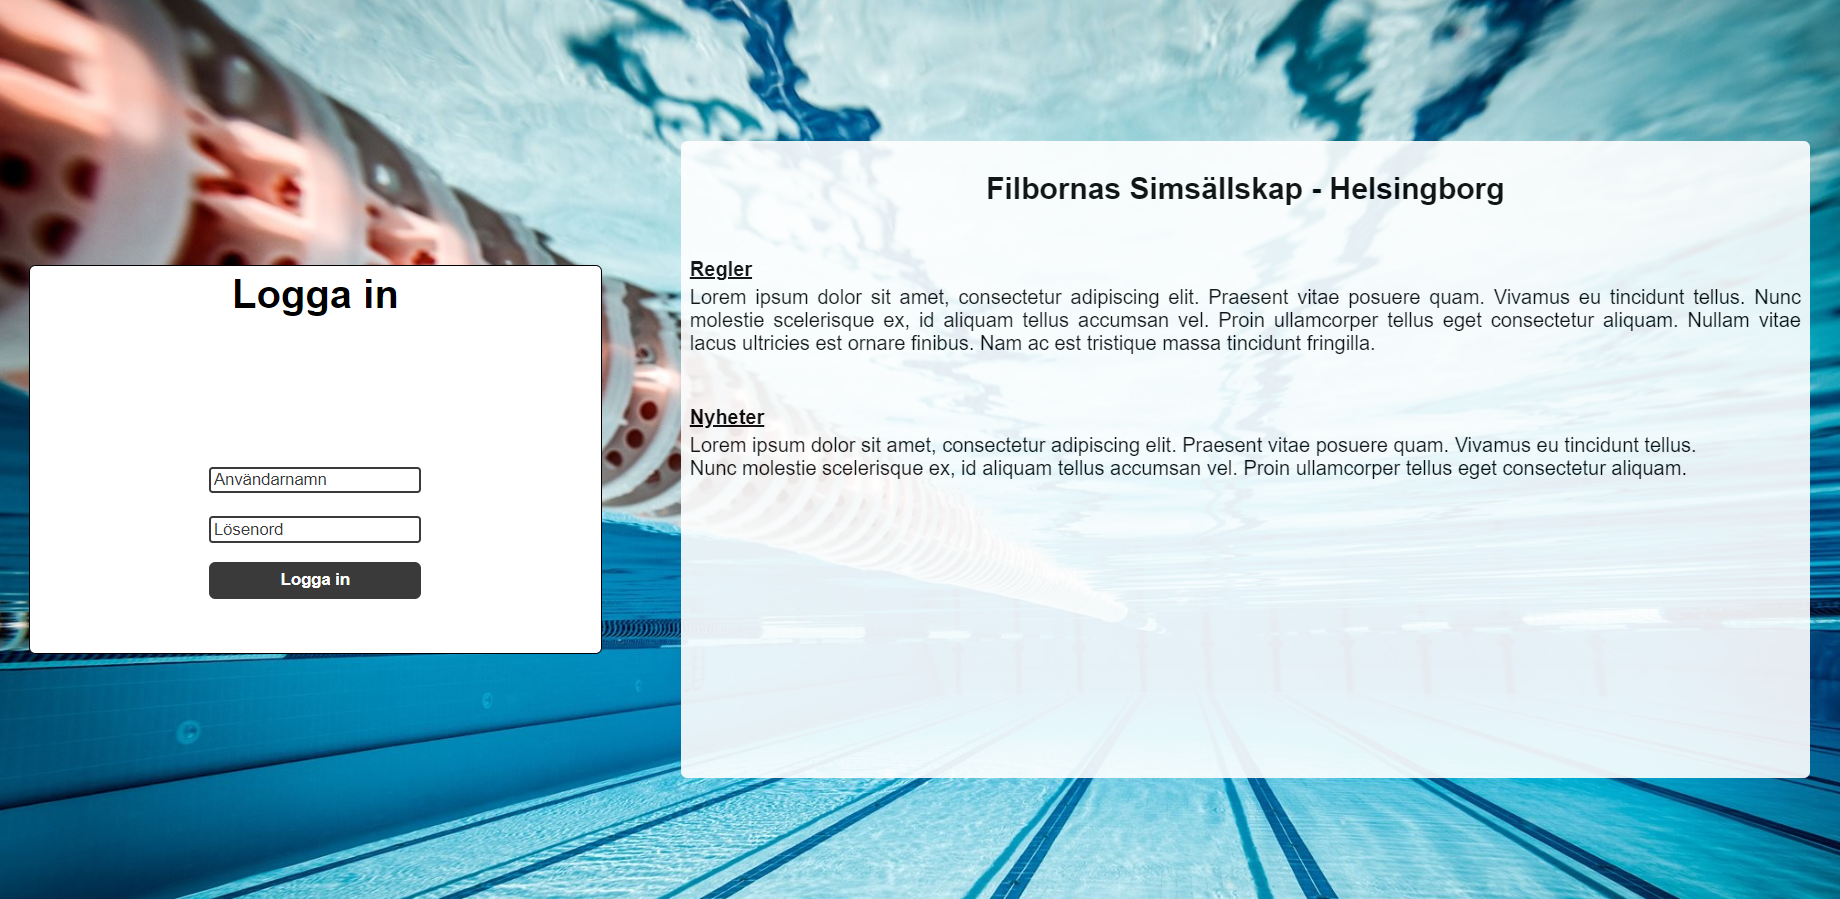 Logga in
Användarnamn
Lösenord
Logga in
Filbornas Simsällskap - Helsingborg
Regler
Lorem ipsum dolor sit amet, consectetur adipiscing elit. Praesent vitae posuere quam. Vivamus eu tincidunt tellus. Nunc
molestie scelerisque ex, id aliquam tellus accumsan vel. Proin ullamcorper tellus eget consectetur aliquam. Nullam vitae
lacus ultricies est ornare finibus. Nam ac est tristique massa tincidunt fringilla.
Nyheter
Lorem ipsum dolor sit amet, consectetur adipiscing elit. Praesent vitae posuere quam. Vivamus eu tincidunt tellus.
Nunc molestie scelerisque ex, id aliquam tellus accumsan vel. Proin ullamcorper tellus eget consectetur aliquam.